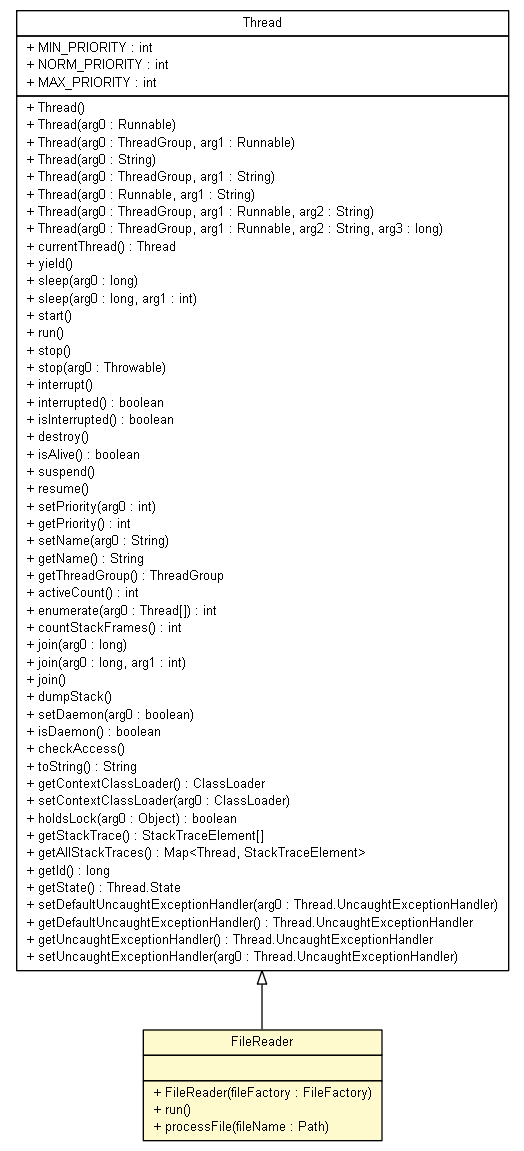 Thread
+ MIN_PRIORITY : int
+ NORM_PRIORITY : int
+ MAX_PRIORITY : int
+ Thread()
+ Thread(arg0 : Runnable)
+ Thread(arg0 : ThreadGroup, arg1 : Runnable)
+ Thread(arg0 : String)
+ Thread(arg0 : ThreadGroup, arg1 : String)
+ Thread(arg0 : Runnable, arg1 : String)
+ Thread(arg0 : ThreadGroup, arg1 : Runnable, arg2 : String)
+ Thread(arg0 : ThreadGroup, arg1 : Runnable, arg2 : String, arg3 : long)
+ currentThread() : Thread
+ yield()
+ sleep(arg0 : long)
+ sleep(arg0 : long, arg1 : int)
+ start()
+ run()
+ stop()
+ stop(arg0 : Throwable)
+ interrupt()
+ interrupted() : boolean
+ isInterrupted() : boolean
+ destroy()
+ isAlive() : boolean
+ suspend()
+ resume()
+ setPriority(arg0 : int)
+ getPriority() : int
+ setName(arg0 : String)
+ getName() : String
+ getThreadGroup() : ThreadGroup
+ activeCount() : int
+ enumerate(arg0 : Thread[]) : int
+ countStackFrames() : int
+ join(arg0 : long)
+ join(arg0 : long, arg1 : int)
+ join()
+ dumpStack()
+ setDaemon(arg0 : boolean)
+ isDaemon() : boolean
+ checkAccess()
+ toString() : String
+ getContextClassLoader() : ClassLoader
+ setContextClassLoader(arg0 : ClassLoader)
+ holdsLock(arg0 : Object) : boolean
+ getStackTrace() : StackTraceElement[]
+ getAllStackTraces() : Map<Thread, StackTraceElement>
+ getId() : long
+ getState() : Thread.State
+ setDefaultUncaughtExceptionHandler(arg0 : Thread.UncaughtExceptionHandler)
+ getDefaultUncaughtExceptionHandler() : Thread.UncaughtExceptionHandler
+ getUncaughtExceptionHandler() : Thread.UncaughtExceptionHandler
+ setUncaughtExceptionHandler(arg0 : Thread.UncaughtExceptionHandler)
FileReader
+ FileReader(fileFactory : FileFactory)
+ run()
+ processFile(fileName : Path)